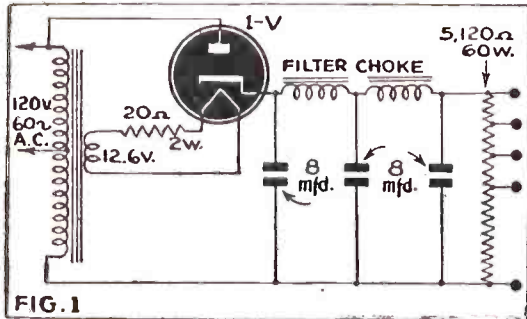 1-V
5,120Ω
60W.
FILTER CHOKE
120V.
60~
A.C.
20Ω
2W.
12.6V.
8
mfd.
8
mfd.
FIG.1